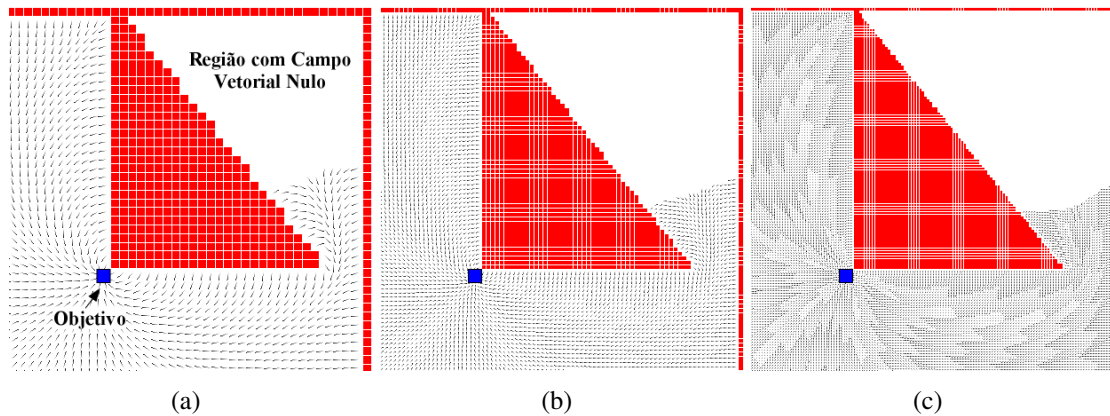 Região com Campo
Vetorial Nulo
Objetivo
(a)
(b)
(c)